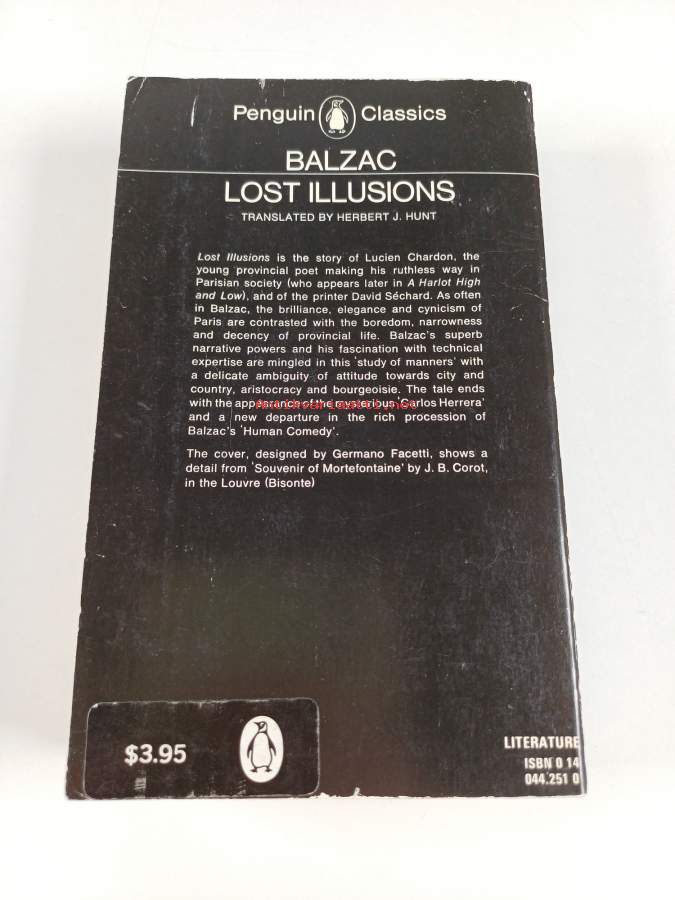 Penguin Classics
BALZAC
LOST ILLUSIONS
TRANSLATED BY HERBERT J. HUNT
Lost Illusions is the story of Lucien Chardon, the
young provincial poet making his ruthless way in
Parisian society (who appears later in A Harlot High
and Low), and of the printer David Séchard. As often
in Balzac, the brilliance, elegance and cynicism of
Paris are contrasted with the boredom, narrowness
and decency of provincial life. Balzac's superb
narrative powers and his fascination with technical
expertise are mingled in this 'study of manners' with
a delicate ambiguity of attitude towards city and
country, aristocracy and bourgeoisie. The tale ends
with the appearance of the mysterious 'Carlos Herrera'
and a new departure in the rich procession of
Balzac's 'Human Comedy'.
The cover, designed by Germano Facetti, shows a
detail from 'Souvenir of Mortefontaine' by J. B. Corot,
in the Louvre (Bisonte)
$3.95
LITERATURE
ISBN 0 14
044.251 0